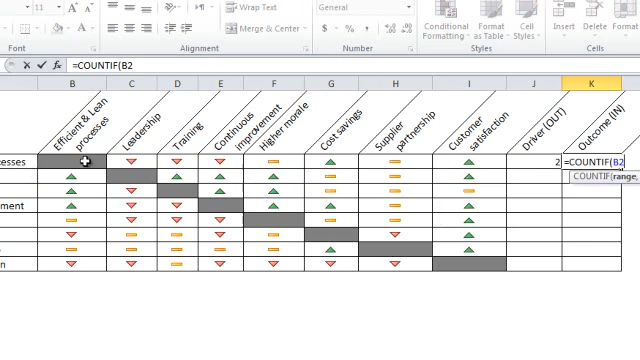 11
A A
Wrap Text
General
Merge & Center
$ % ,
Conditional Formatting
Format as Table
Cell Styles
Insert
Delete
Format
Font
Alignment
Number
Styles
Cells
=COUNTIF(B2
B C D E F G H I J K
Efficient & Lean processes
Leadership
Training
Continuous improvement
Higher morale
Cost savings
Supplier partnership
Customer satisfaction
Driver (OUT)
Outcome (IN)
cesses
2
=COUNTIF(B2
COUNTIF(range,
ement
n